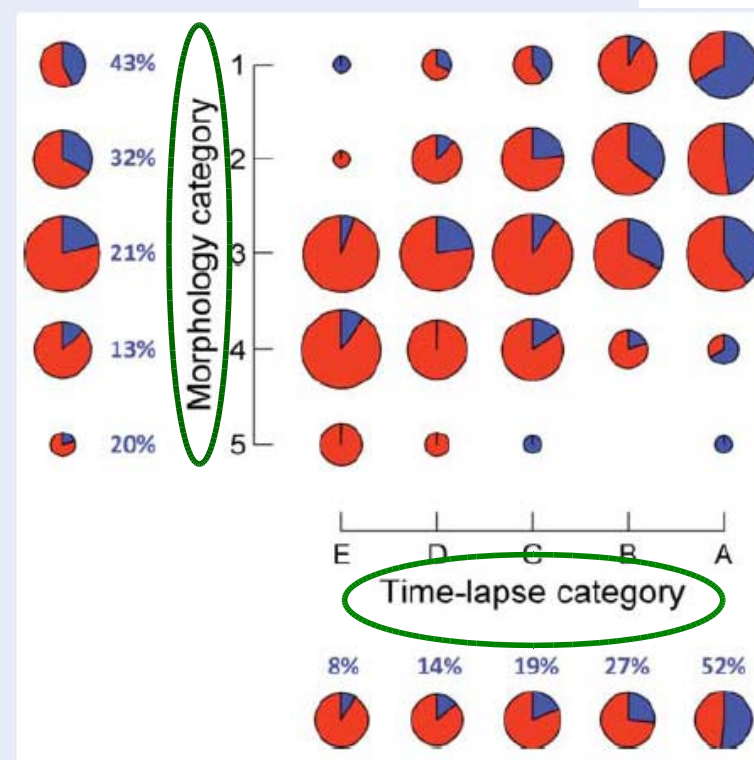 43%
1
32%
2
21%
3
Morphology category
13%
4
20%
5
E D C B A
Time-lapse category
8% 14% 19% 27% 52%